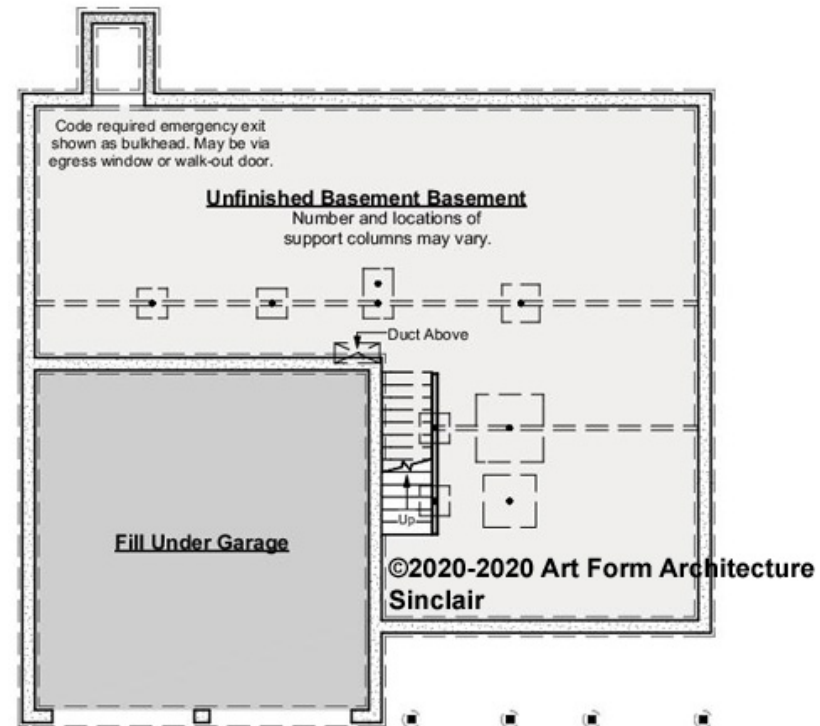 Code required emergency exit
shown as bulkhead. May be via
egress window or walk-out door.
Unfinished Basement Basement
Number and locations of
support columns may vary.
Duct Above
Up
Fill Under Garage
©2020-2020 Art Form Architecture
Sinclair